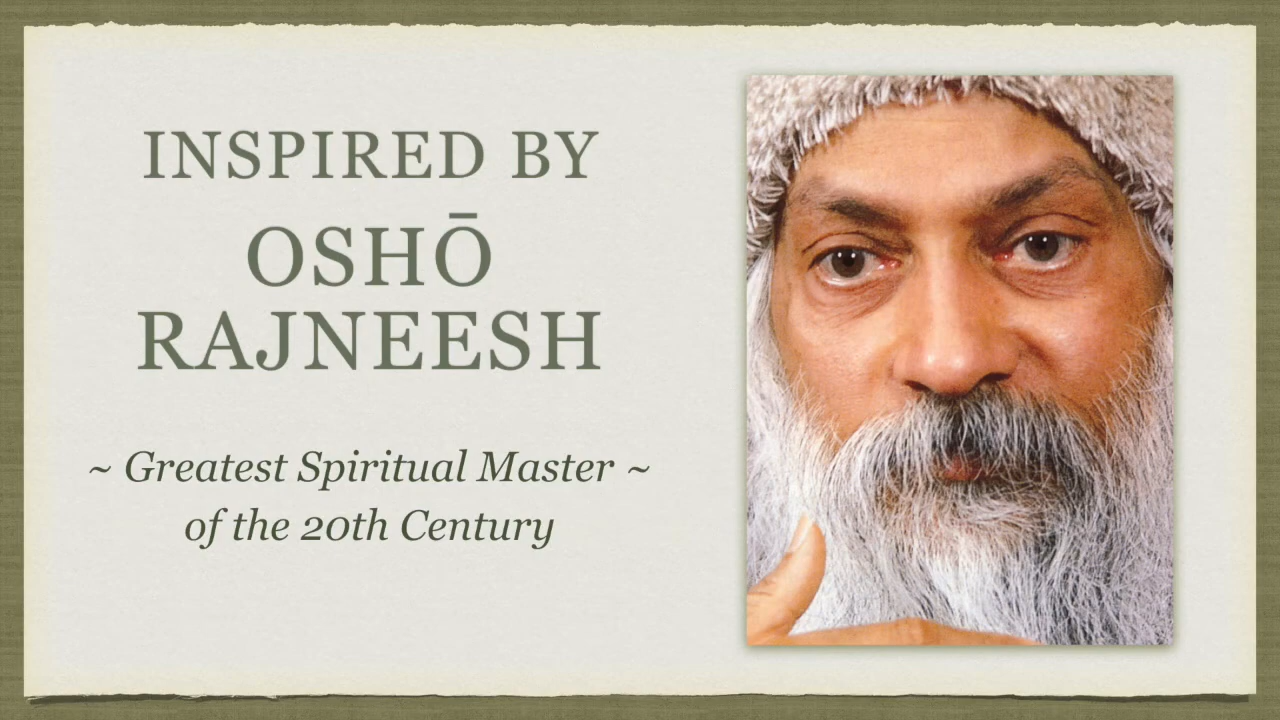 INSPIRED BY
OSHŌ
RAJNEESH
~ Greatest Spiritual Master ~
of the 20th Century